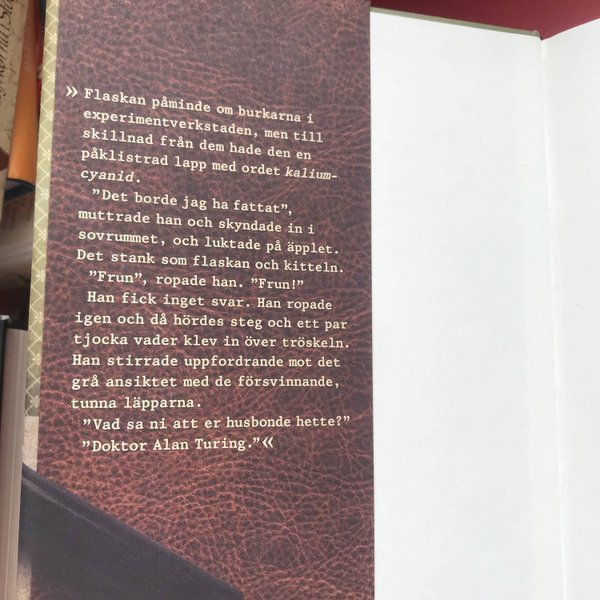 » Flaskan påminde om burkarna i
experimentverkstaden, men till
skillnad från dem hade den en
påklistrad lapp med ordet kalium-
cyanid.
”Det borde jag ha fattat”,
muttrade han och skyndade in i
sovrummet, och luktade på äpplet.
Det stank som flaskan och kitteln.
”Frun”, ropade han. ”Frun!”
Han fick inget svar. Han ropade
igen och då hördes steg och ett par
tjocka vader klev in över tröskeln.
Han stirrade uppfordrande mot det
grå ansiktet med de försvinnande,
tunna läpparna.
”Vad sa ni att er husbonde hette?”
”Doktor Alan Turing.”«